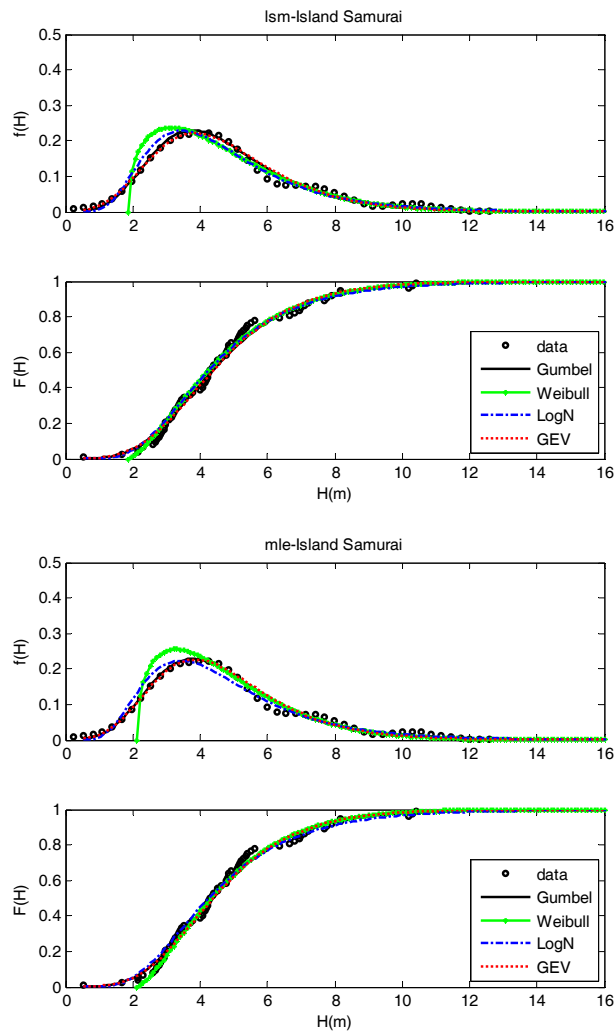 lsm-Island Samurai
0.5
0.4
0.3
0.2
0.1
0
f(H)
0 2 4 6 8 10 12 14 16
1
0.8
0.6
0.4
0.2
0
F(H)
data
Gumbel
Weibull
LogN
GEV
0 2 4 6 8 10 12 14 16
H(m)
mle-Island Samurai
0.5
0.4
0.3
0.2
0.1
0
f(H)
0 2 4 6 8 10 12 14 16
1
0.8
0.6
0.4
0.2
0
F(H)
data
Gumbel
Weibull
LogN
GEV
0 2 4 6 8 10 12 14 16
H(m)